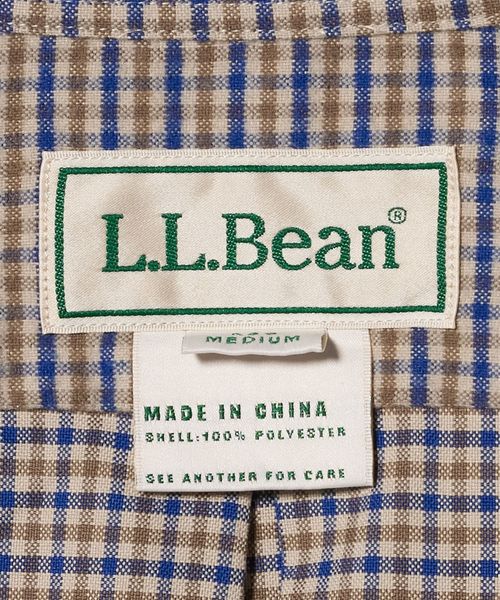 L.L.Bean®
MEDIUM
MADE IN CHINA
SHELL:100% POLYESTER
SEE ANOTHER FOR CARE